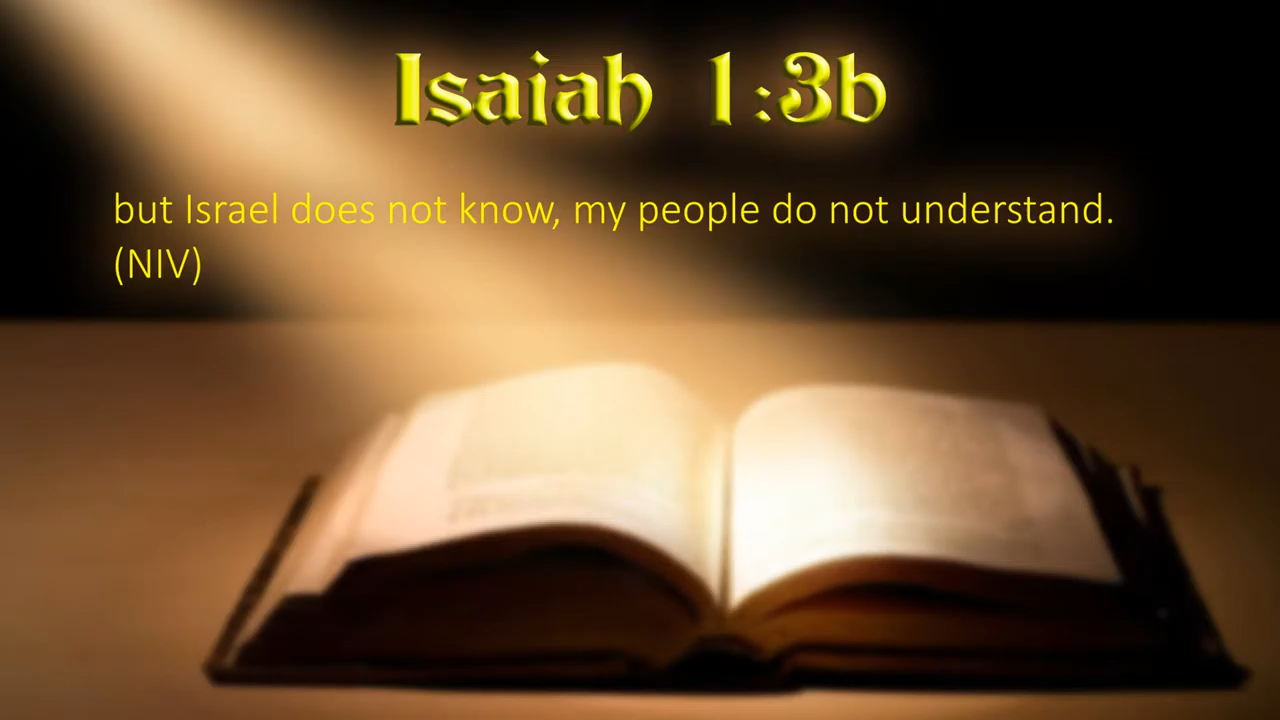 Isaiah 1:3b
but Israel does not know, my people do not understand.
(NIV)